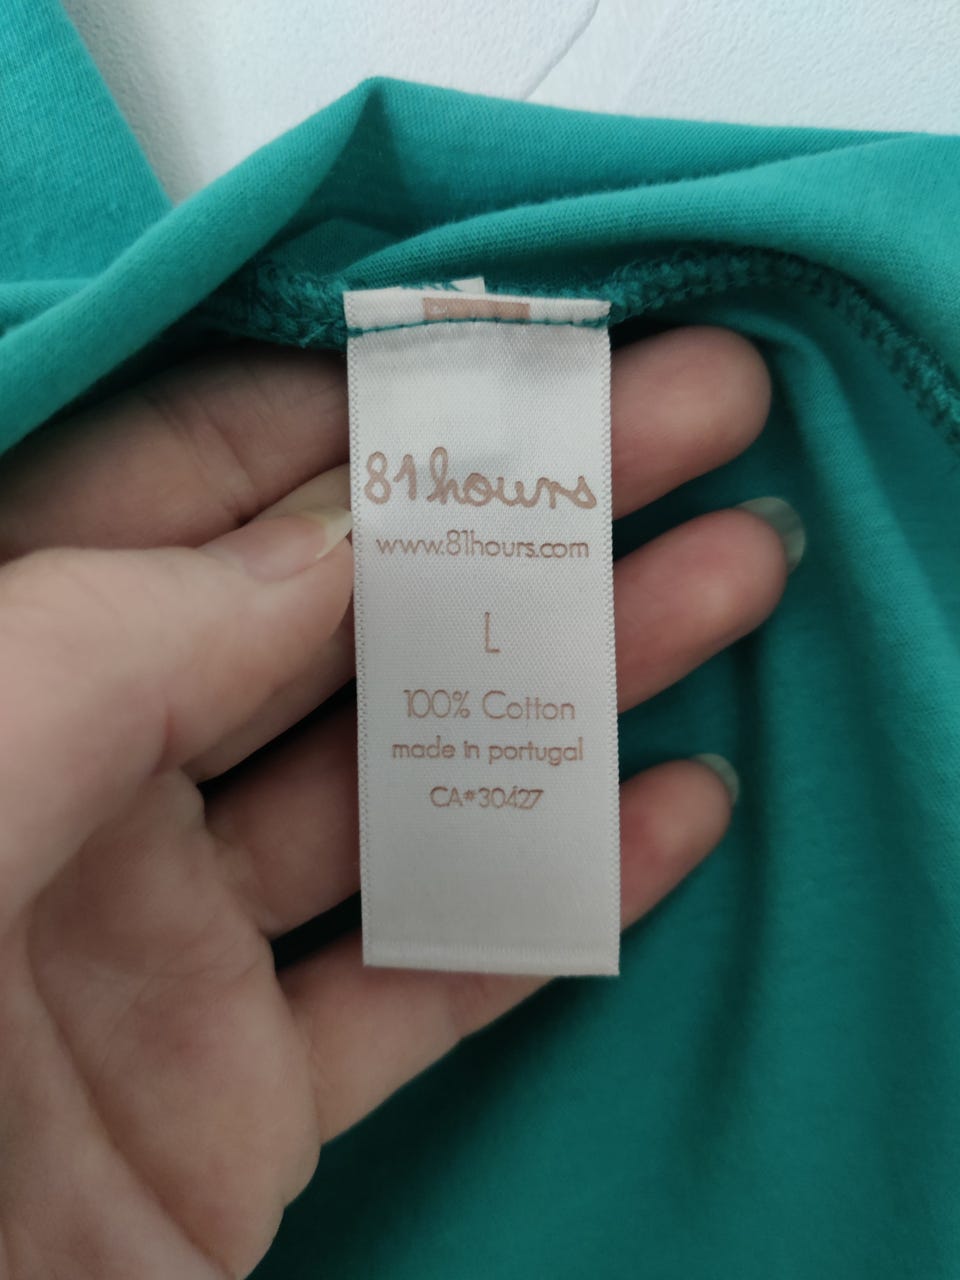 81hours
www.81hours.com
L
100% Cotton
made in portugal
CA#30427